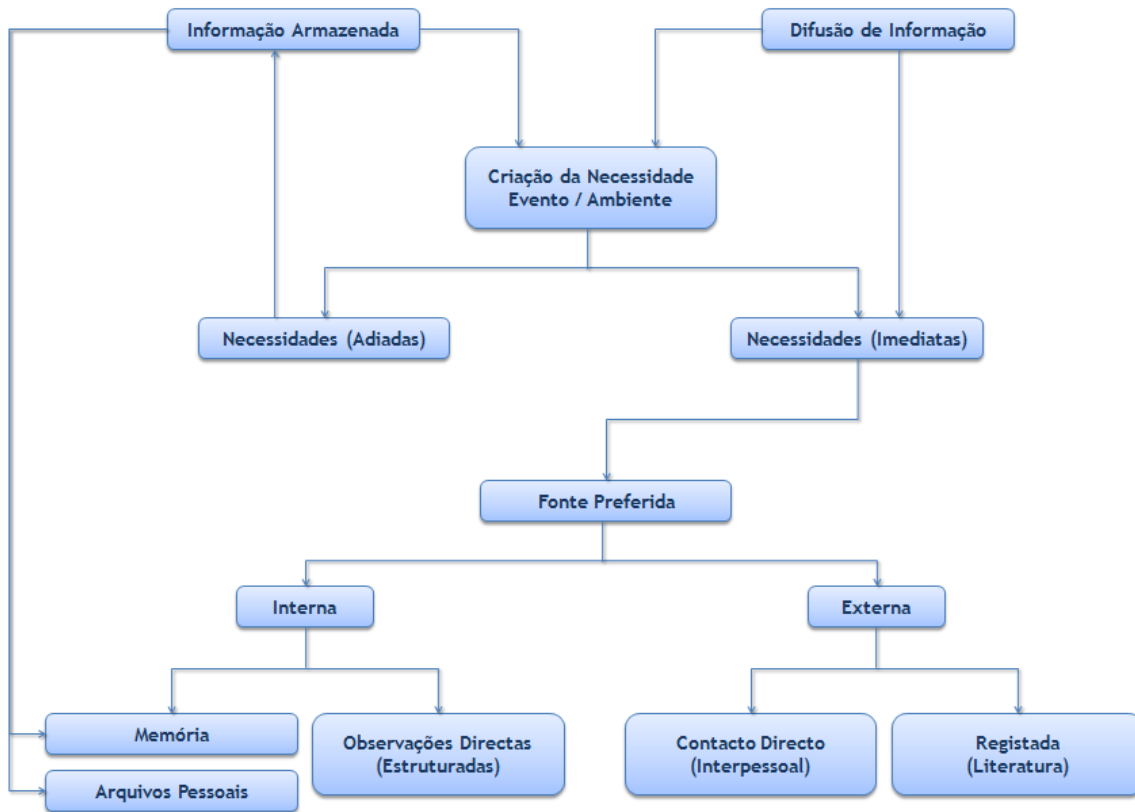 Informação Armazenada
Difusão de Informação
Criação da Necessidade
Evento / Ambiente
Necessidades (Adiadas)
Necessidades (Imediatas)
Fonte Preferida
Interna
Externa
Memória
Observações Directas
(Estruturadas)
Contacto Directo
(Interpessoal)
Registada
(Literatura)
Arquivos Pessoais